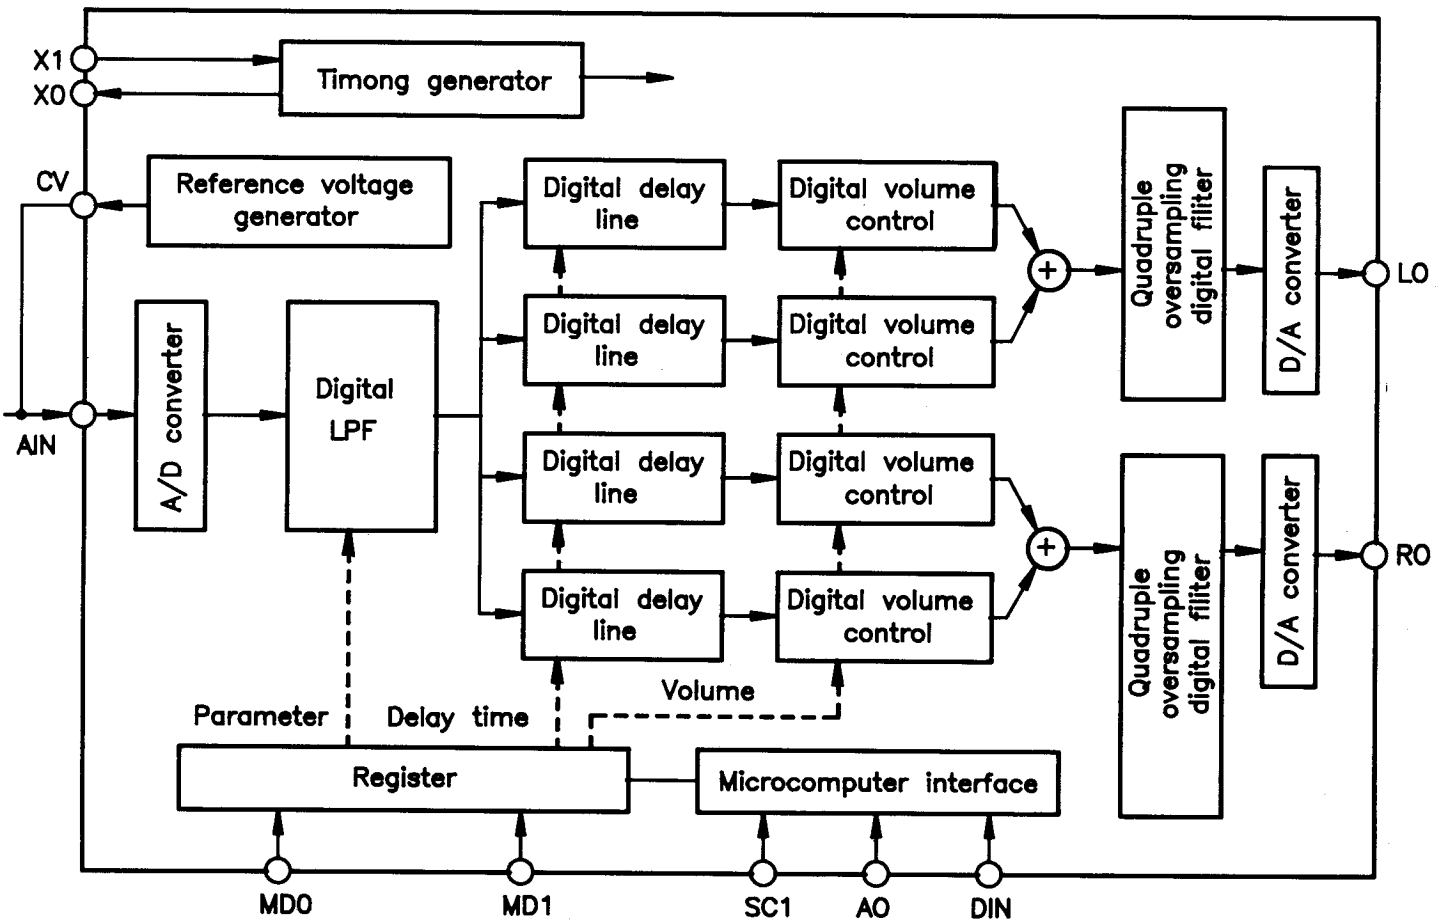 X1
Timong generator
X0
CV
Reference voltage
generator
Digital delay
line
Digital volume
control
Quadruple
oversampling
digital filiter
D/A converter
+
LO
Digital delay
line
Digital volume
control
A/D converter
Digital
LPF
AIN
Digital delay
line
Digital volume
control
+
Quadruple
oversampling
digital filiter
D/A converter
RO
Digital delay
line
Digital volume
control
Parameter
Delay time
Volume
Register
Microcomputer interface
MD0
MD1
SC1
A0
DIN